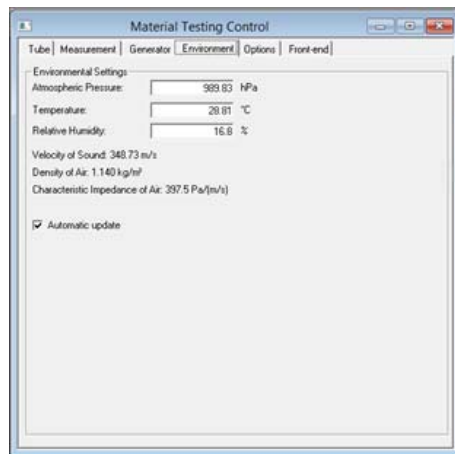 Material Testing Control
Tube Measurement Generator Environment Options Front-end
Environmental Settings
Atmospheric Pressure: 989.83 hPa
Temperature: 28.81 °C
Relative Humidity: 16.8 %
Velocity of Sound: 348.73 m/s
Density of Air: 1.140 kg/m³
Characteristic Impedance of Air: 397.5 Pa/(m/s)
Automatic update